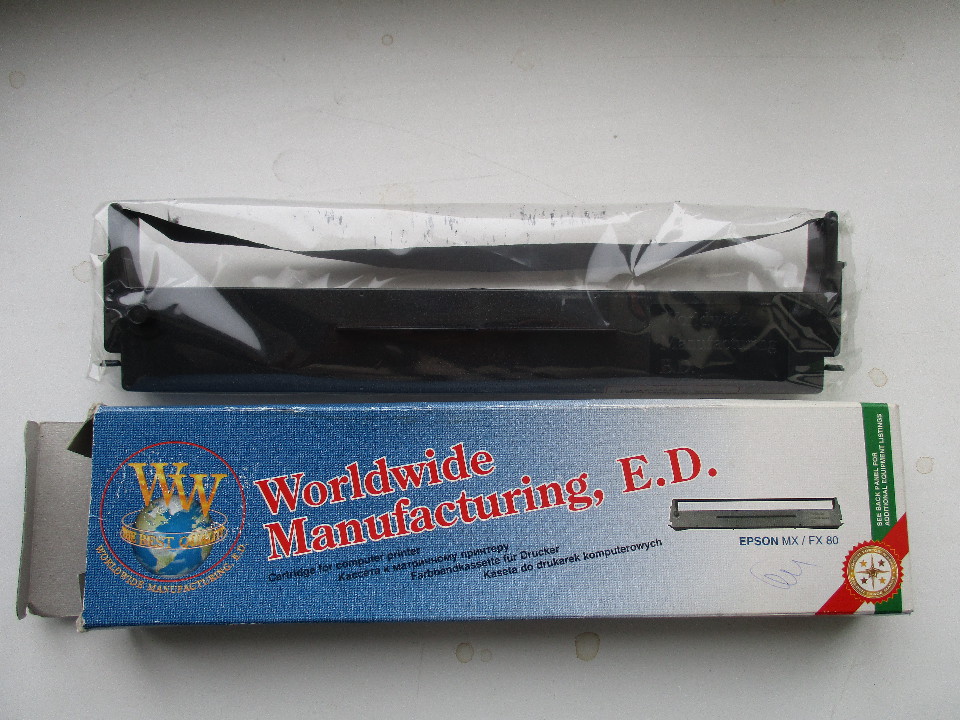 WW
THE BEST QUALITY
WORLDWIDE MANUFACTURING, E.D.
Worldwide
Manufacturing, E.D.
Cartridge for computer printer
Кассета к матричному принтеру
Farbbandkassette für Drucker
Kaseta do drukarek komputerowych
EPSON MX / FX 80
SEE BACK PANEL FOR
ADDITIONAL EQUIPMENT LISTINGS